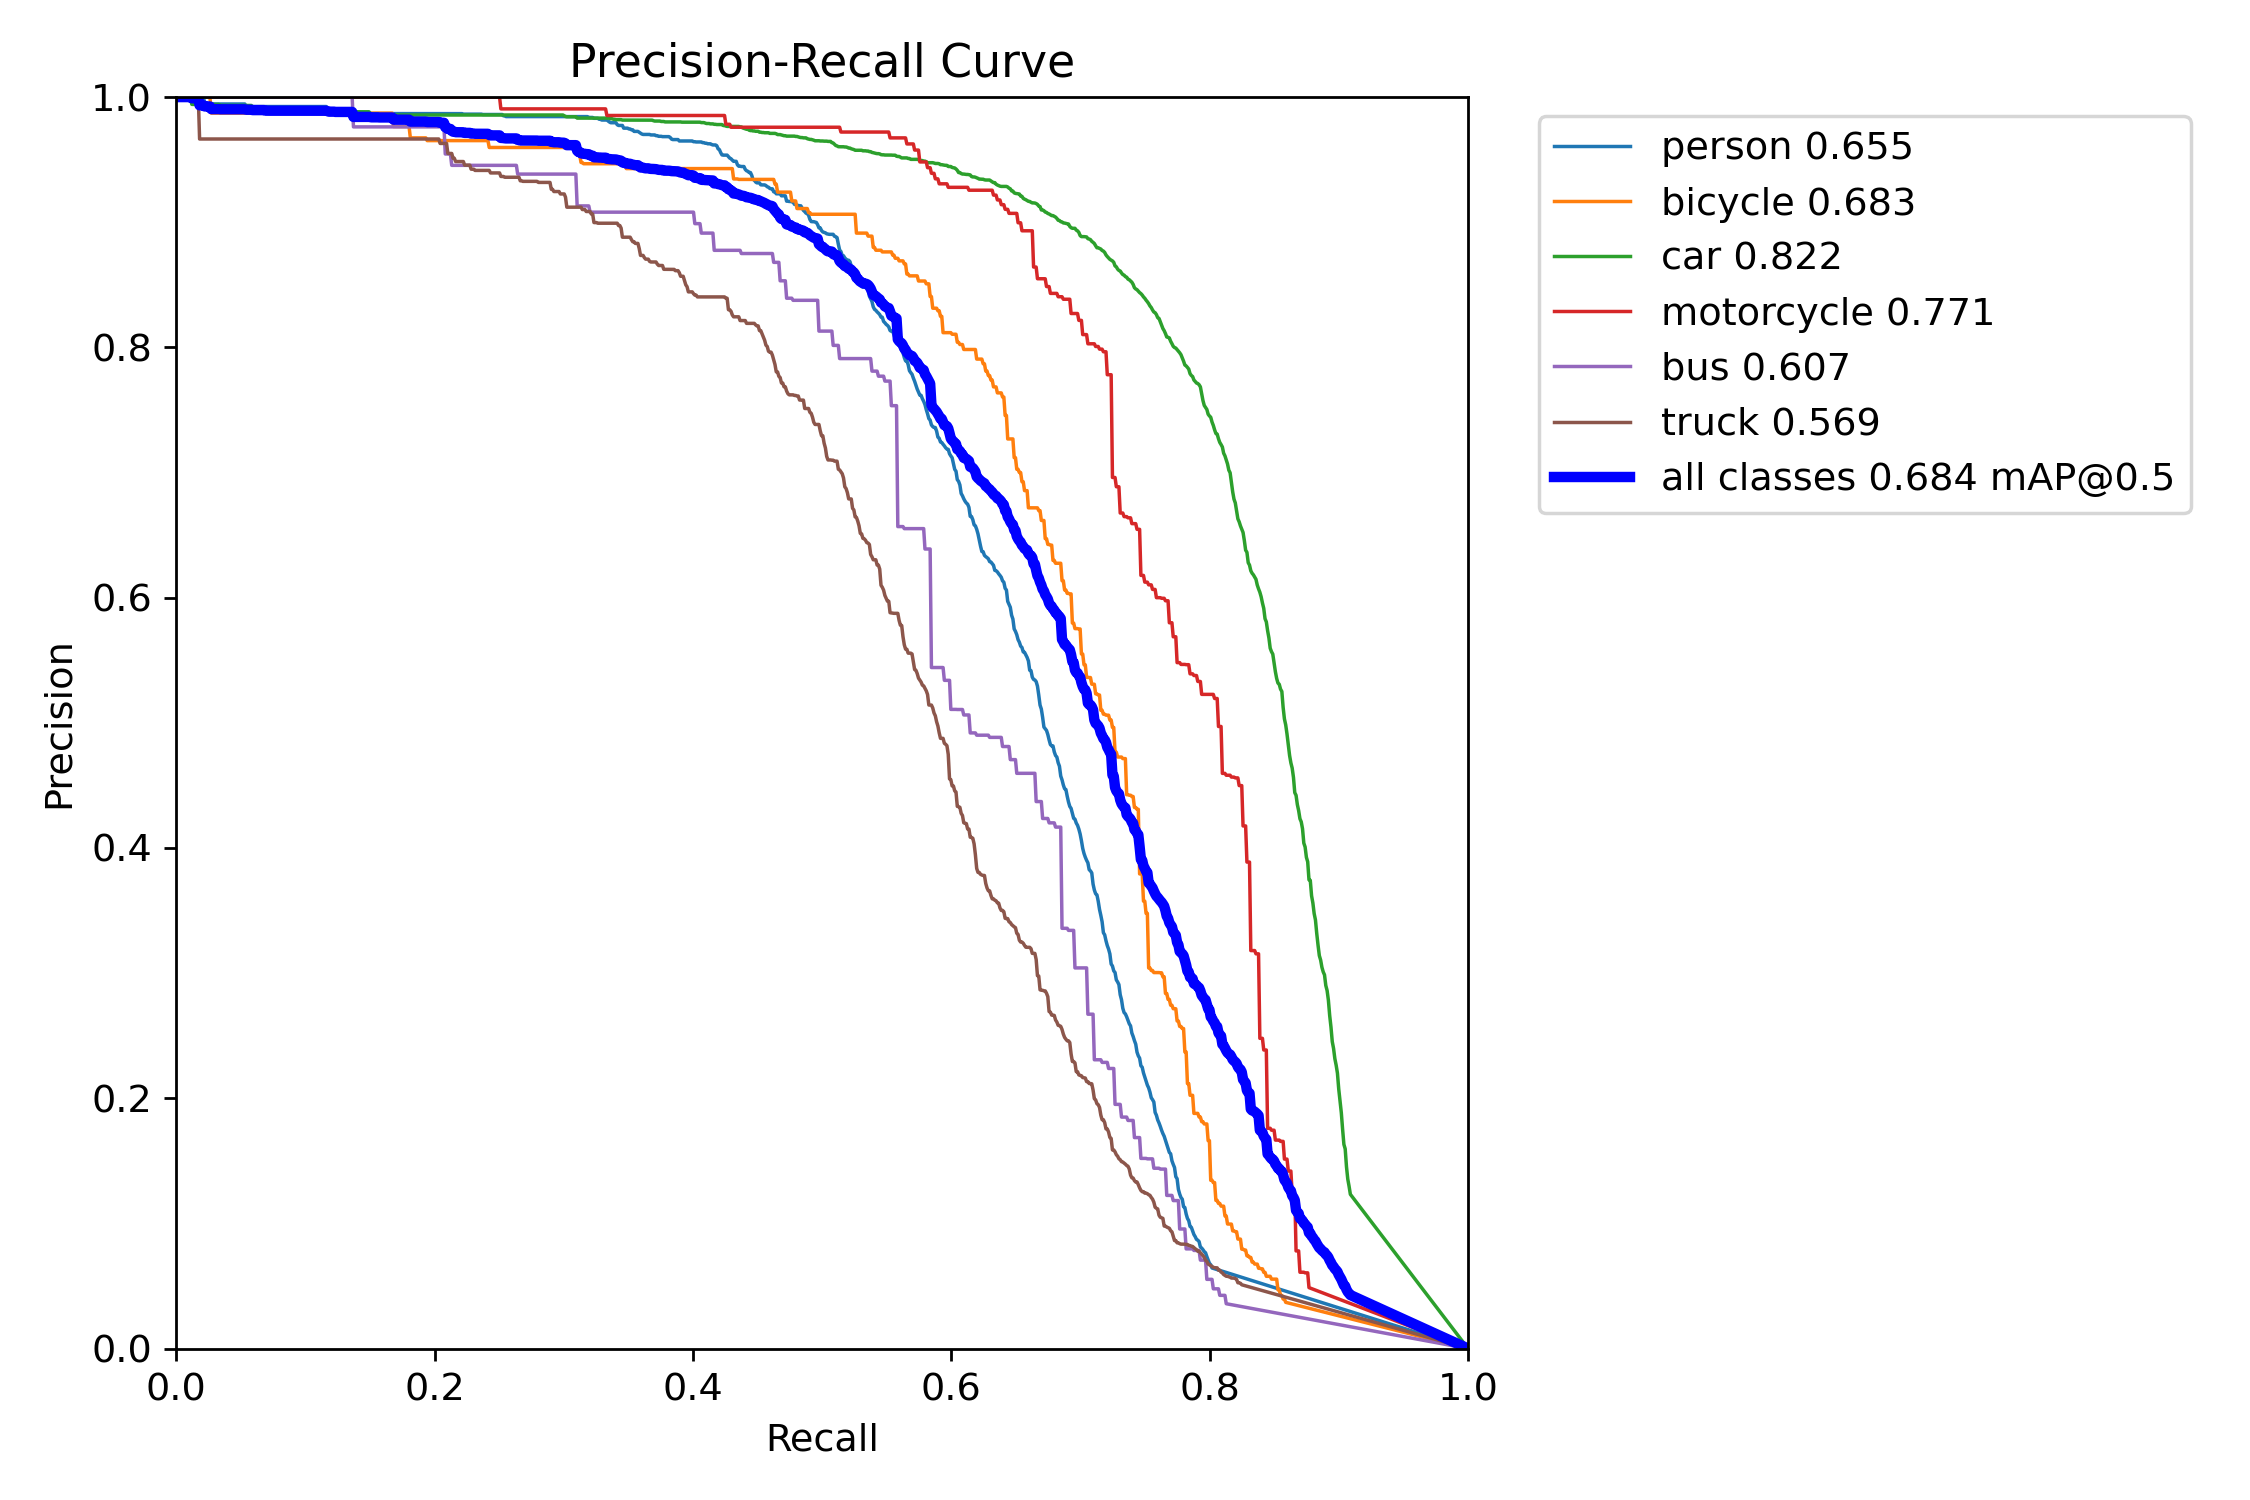 Precision-Recall Curve
1.0
0.8
0.6
0.4
0.2
0.0
Precision
0.0 0.2 0.4 0.6 0.8 1.0
Recall
person 0.655
bicycle 0.683
car 0.822
motorcycle 0.771
bus 0.607
truck 0.569
all classes 0.684 mAP@0.5